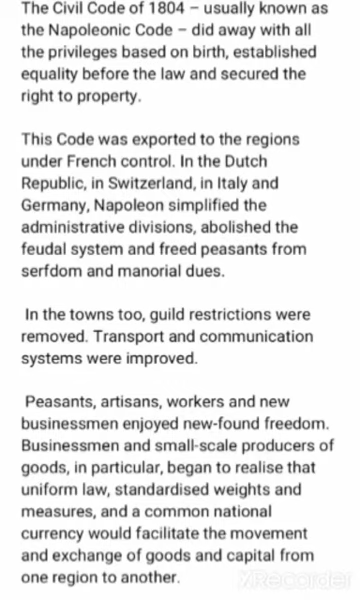 The Civil Code of 1804 – usually known as
the Napoleonic Code – did away with all
the privileges based on birth, established
equality before the law and secured the
right to property.
This Code was exported to the regions
under French control. In the Dutch
Republic, in Switzerland, in Italy and
Germany, Napoleon simplified the
administrative divisions, abolished the
feudal system and freed peasants from
serfdom and manorial dues.
In the towns too, guild restrictions were
removed. Transport and communication
systems were improved.
Peasants, artisans, workers and new
businessmen enjoyed new-found freedom.
Businessmen and small-scale producers of
goods, in particular, began to realise that
uniform law, standardised weights and
measures, and a common national
currency would facilitate the movement
and exchange of goods and capital from
one region to another.
XRecorder